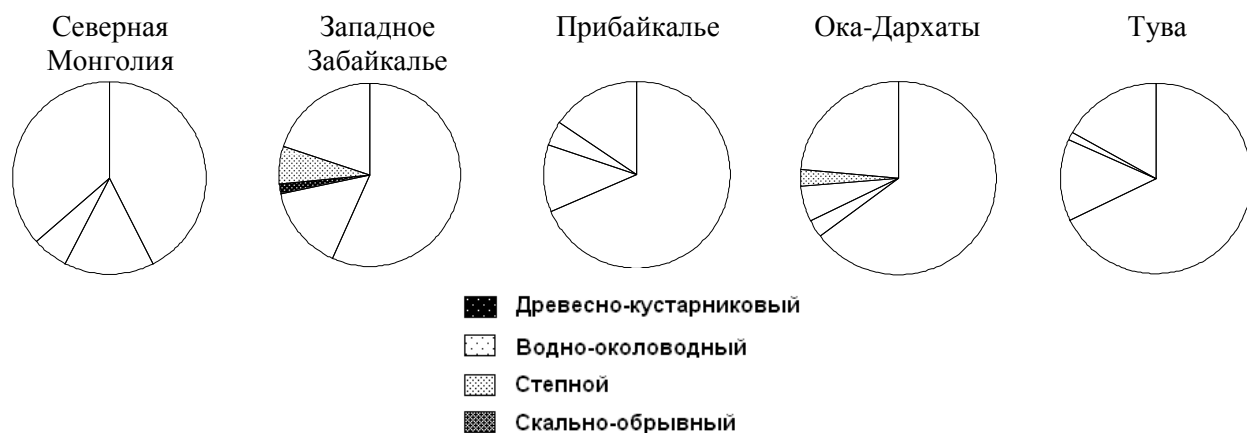 Северная
Монголия
Западное
Забайкалье
Прибайкалье
Ока-Дархаты
Тува
Древесно-кустарниковый
Водно-околоводный
Степной
Скально-обрывный